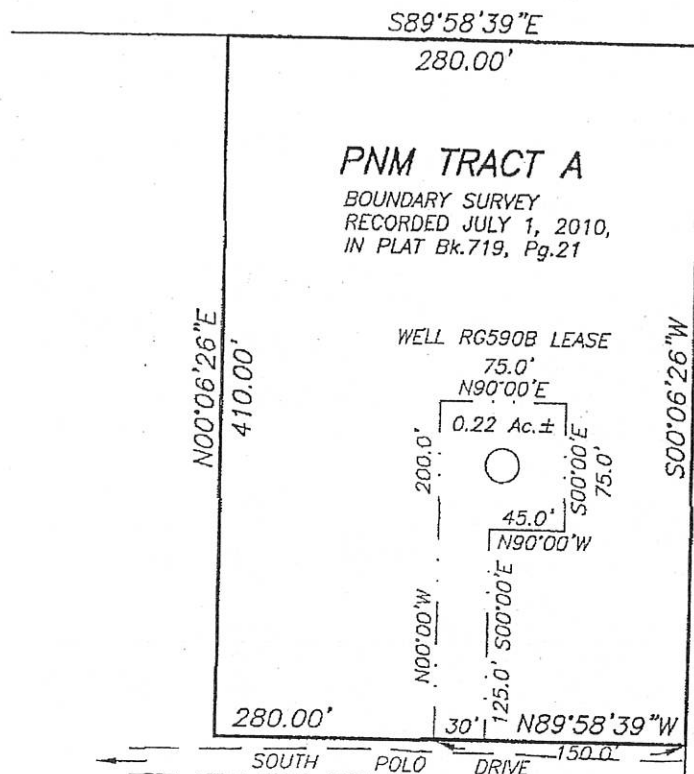 S89°58'39"E
280.00'
PNM TRACT A
BOUNDARY SURVEY
RECORDED JULY 1, 2010,
IN PLAT Bk.719, Pg.21
N00°06'26"E
410.00'
S00°06'26"W
WELL RG590B LEASE
75.0'
N90°00'E
0.22 Ac.±
200.0'
S00°00'E
75.0'
45.0'
N90°00'W
N00°00'W
125.0' S00°00'E
280.00'
30'
N89°58'39"W
150.0'
SOUTH POLO DRIVE